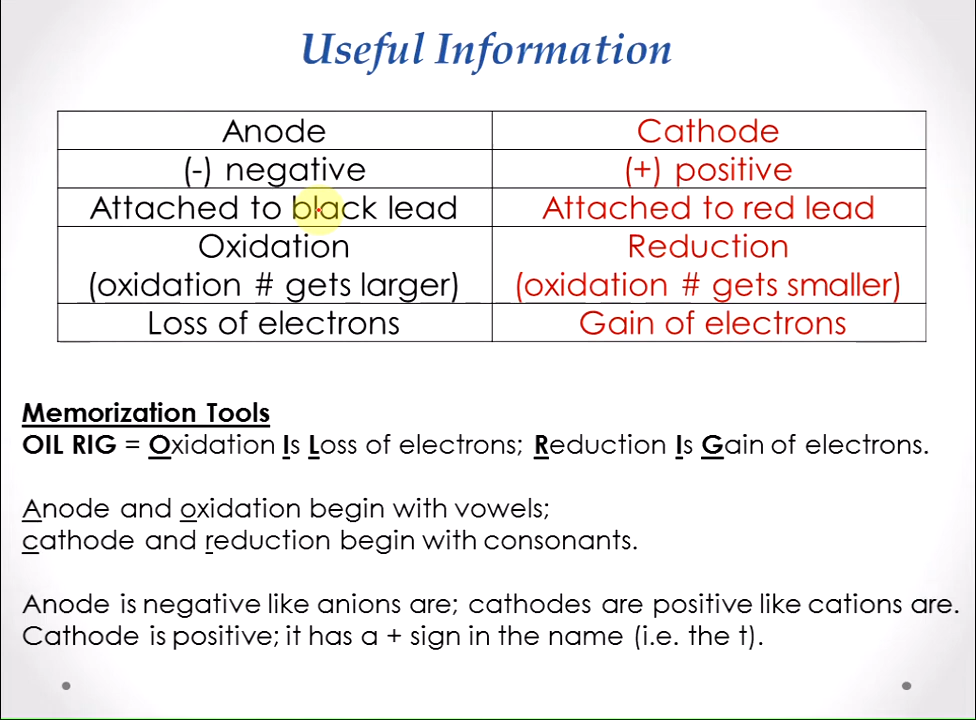 Useful Information
Anode Cathode
(-) negative (+) positive
Attached to black lead Attached to red lead
Oxidation Reduction
(oxidation # gets larger) (oxidation # gets smaller)
Loss of electrons Gain of electrons
Memorization Tools
OIL RIG = Oxidation Is Loss of electrons; Reduction Is Gain of electrons.
Anode and oxidation begin with vowels;
cathode and reduction begin with consonants.
Anode is negative like anions are; cathodes are positive like cations are.
Cathode is positive; it has a + sign in the name (i.e. the t).